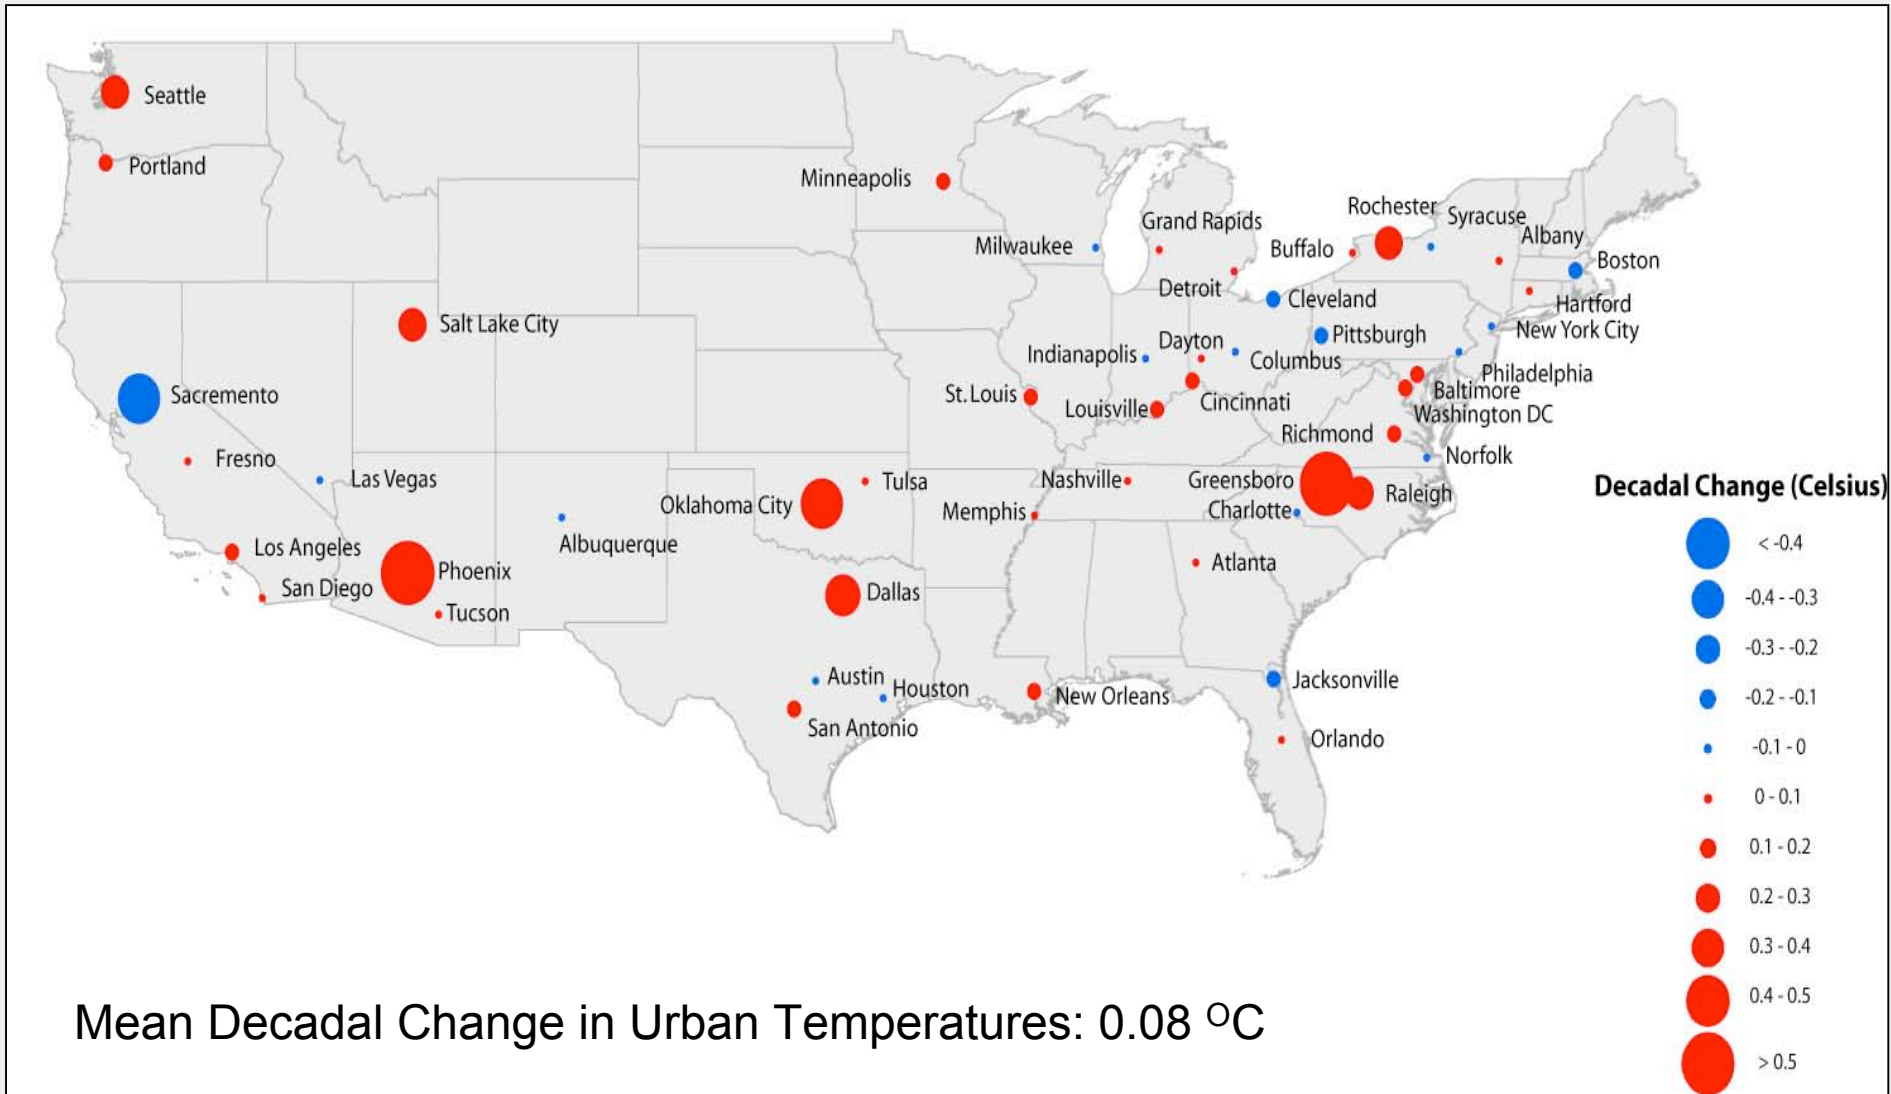 Seattle
Portland
Minneapolis
Milwaukee
Grand Rapids
Detroit
Buffalo
Rochester
Syracuse
Albany
Boston
Hartford
New York City
Cleveland
Pittsburgh
Philadelphia
Baltimore
Washington DC
Salt Lake City
Sacremento
Fresno
Las Vegas
Los Angeles
San Diego
Phoenix
Tucson
Albuquerque
Oklahoma City
Tulsa
Dallas
Austin
Houston
San Antonio
New Orleans
St. Louis
Indianapolis
Dayton
Columbus
Cincinnati
Louisville
Richmond
Norfolk
Nashville
Memphis
Greensboro
Raleigh
Charlotte
Atlanta
Jacksonville
Orlando
Decadal Change (Celsius)
< -0.4
-0.4 - -0.3
-0.3 - -0.2
-0.2 - -0.1
-0.1 - 0
0 - 0.1
0.1 - 0.2
0.2 - 0.3
0.3 - 0.4
0.4 - 0.5
> 0.5
Mean Decadal Change in Urban Temperatures: 0.08 ᴼC